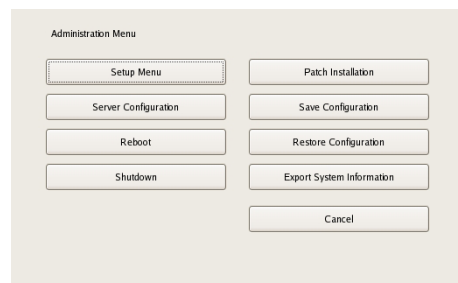 Administration Menu
Setup Menu
Patch Installation
Server Configuration
Save Configuration
Reboot
Restore Configuration
Shutdown
Export System Information
Cancel